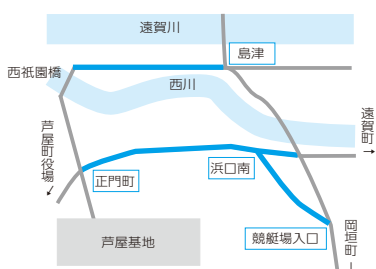 遠賀川
島津
西祇園橋
西川
遠賀町→
芦屋町役場↙
浜口南
正門町
岡垣町↓
競艇場入口
芦屋基地